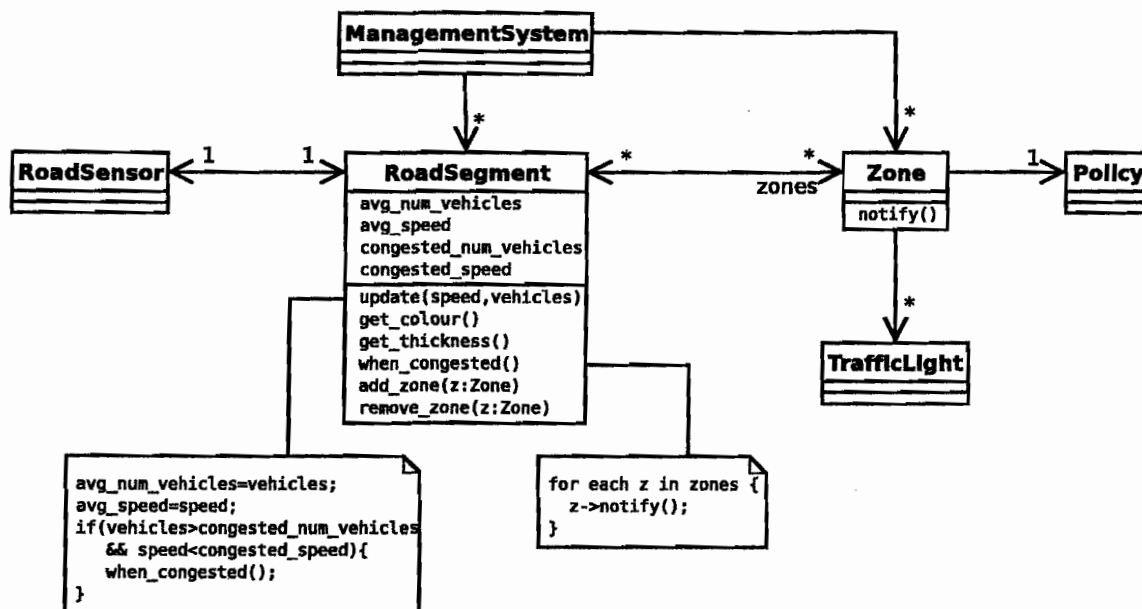 ManagementSystem
*
*
RoadSensor
1
1
RoadSegment
avg_num_vehicles
avg_speed
congested_num_vehicles
congested_speed
update(speed,vehicles)
get_colour()
get_thickness()
when_congested()
add_zone(z:Zone)
remove_zone(z:Zone)
*
*
zones
Zone
notify()
1
Policy
*
TrafficLight
avg_num_vehicles=vehicles;
avg_speed=speed;
if(vehicles>congested_num_vehicles
&& speed<congested_speed){
when_congested();
}
for each z in zones {
z->notify();
}